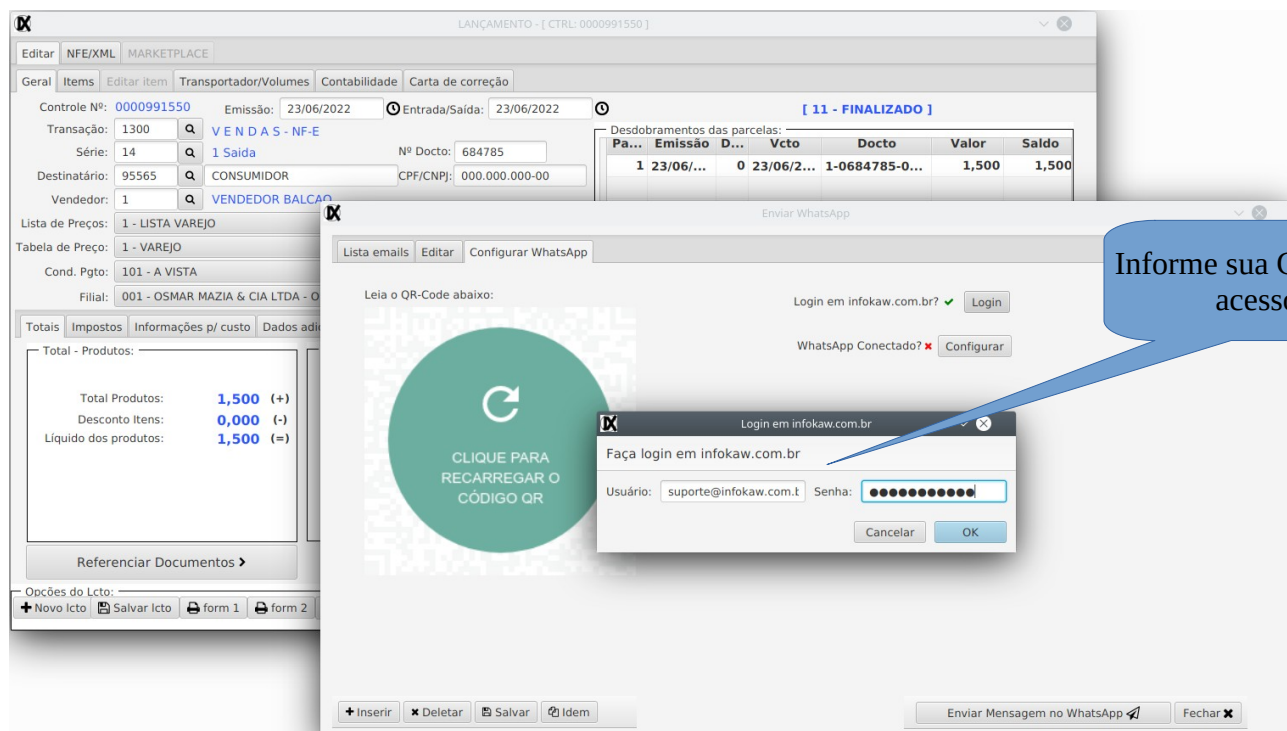 LANÇAMENTO - [ CTRL: 0000991550 ]
Editar NFE/XML MARKETPLACE
Geral Items Editar item Transportador/Volumes Contabilidade Carta de correção
Controle Nº: 0000991550 Emissão: 23/06/2022 Entrada/Saída: 23/06/2022 [ 11 - FINALIZADO ]
Transação: 1300 V E N D A S - NF-E
Série: 14 1 Saida Nº Docto: 684785
Destinatário: 95565 CONSUMIDOR CPF/CNPJ: 000.000.000-00
Vendedor: 1 VENDEDOR BALCAO
Lista de Preços: 1 - LISTA VAREJO
Tabela de Preço: 1 - VAREJO
Cond. Pgto: 101 - A VISTA
Filial: 001 - OSMAR MAZIA & CIA LTDA - O
Desdobramentos das parcelas:
Pa... Emissão D... Vcto Docto Valor Saldo
1 23/06/... 0 23/06/2... 1-0684785-0... 1,500 1,500
Totais Impostos Informações p/ custo Dados adi
Total - Produtos:
Total Produtos: 1,500 (+)
Desconto Itens: 0,000 (-)
Líquido dos produtos: 1,500 (=)
Referenciar Documentos
Opções do Lcto:
Novo lcto Salvar lcto form 1 form 2
Enviar WhatsApp
Lista emails Editar Configurar WhatsApp
Leia o QR-Code abaixo:
CLIQUE PARA
RECARREGAR O
CÓDIGO QR
Login em infokaw.com.br? Login
WhatsApp Conectado? Configurar
Informe sua
acesso
Login em infokaw.com.br
Faça login em infokaw.com.br
Usuário: suporte@infokaw.com.b Senha: ●●●●●●●●●●●
Cancelar OK
Inserir Deletar Salvar Idem
Enviar Mensagem no WhatsApp Fechar